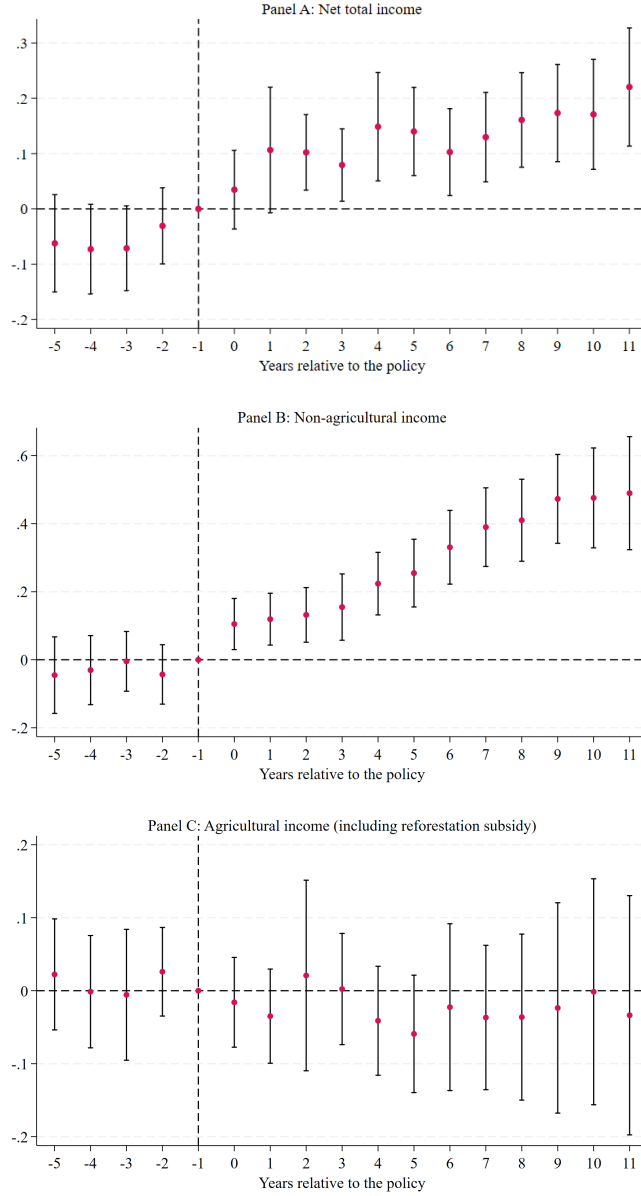 Panel A: Net total income
.3
.2
.1
0
-.1
-.2
-5 -4 -3 -2 -1 0 1 2 3 4 5 6 7 8 9 10 11
Years relative to the policy
Panel B: Non-agricultural income
.6
.4
.2
0
-.2
-5 -4 -3 -2 -1 0 1 2 3 4 5 6 7 8 9 10 11
Years relative to the policy
Panel C: Agricultural income (including reforestation subsidy)
.2
.1
0
-.1
-.2
-5 -4 -3 -2 -1 0 1 2 3 4 5 6 7 8 9 10 11
Years relative to the policy